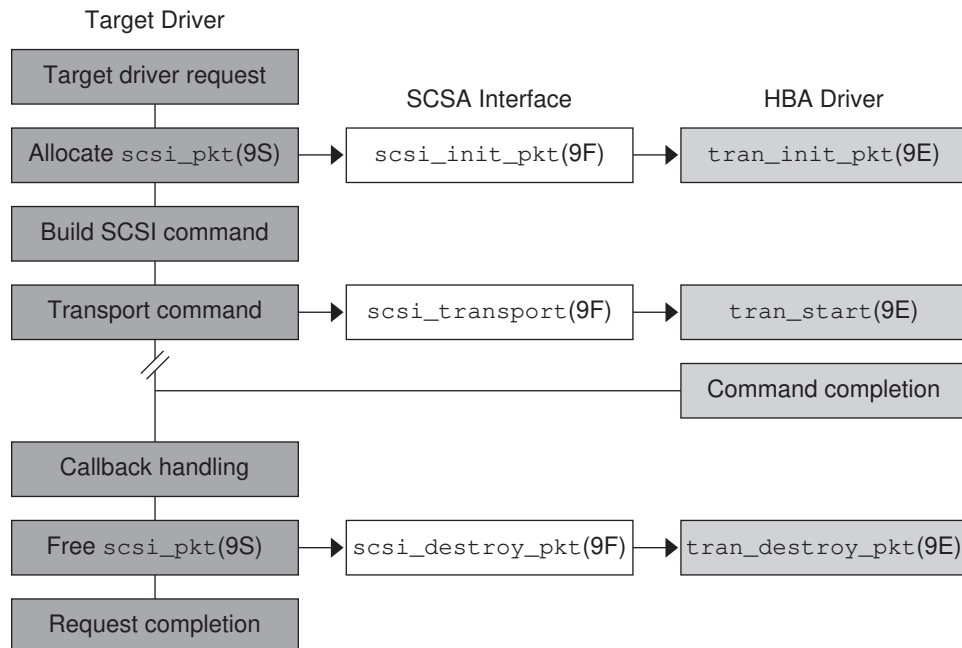 Target Driver
Target driver request
SCSA Interface HBA Driver
Allocate scsi_pkt(9S) scsi_init_pkt(9F) tran_init_pkt(9E)
Build SCSI command
Transport command scsi_transport(9F) tran_start(9E)
Command completion
Callback handling
Free scsi_pkt(9S) scsi_destroy_pkt(9F) tran_destroy_pkt(9E)
Request completion